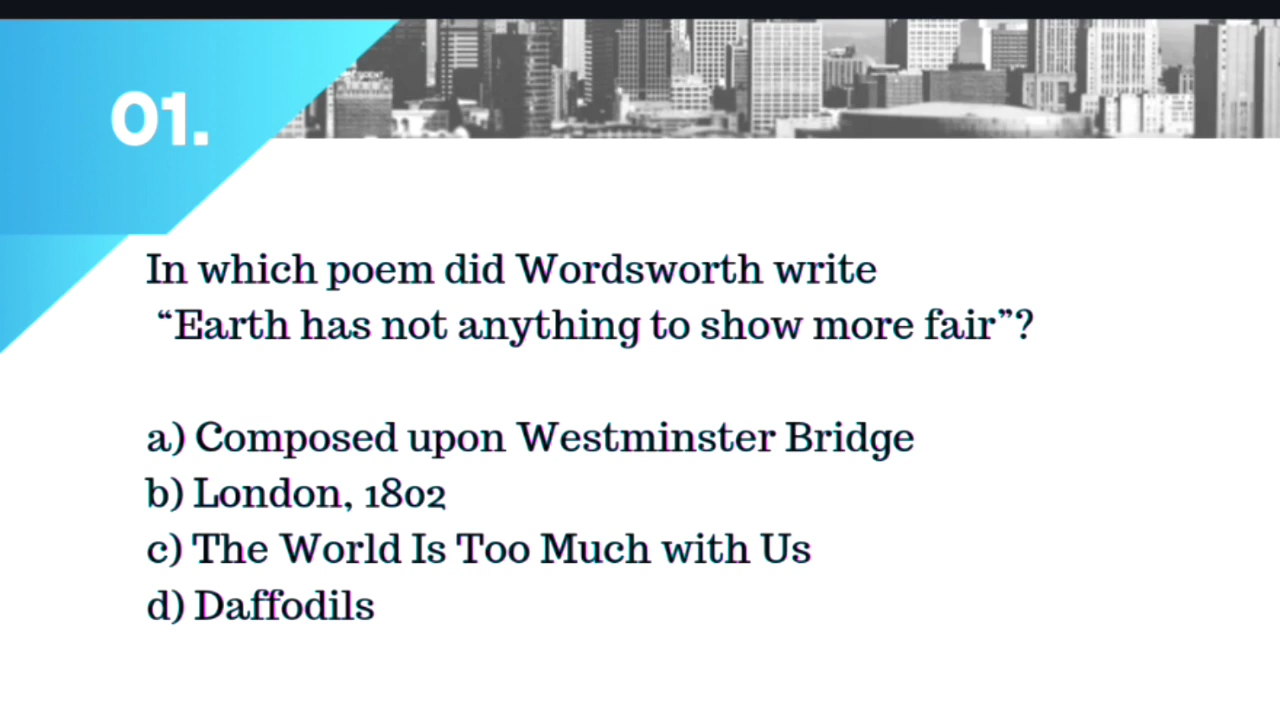 01.
In which poem did Wordsworth write
“Earth has not anything to show more fair”?
a) Composed upon Westminster Bridge
b) London, 1802
c) The World Is Too Much with Us
d) Daffodils